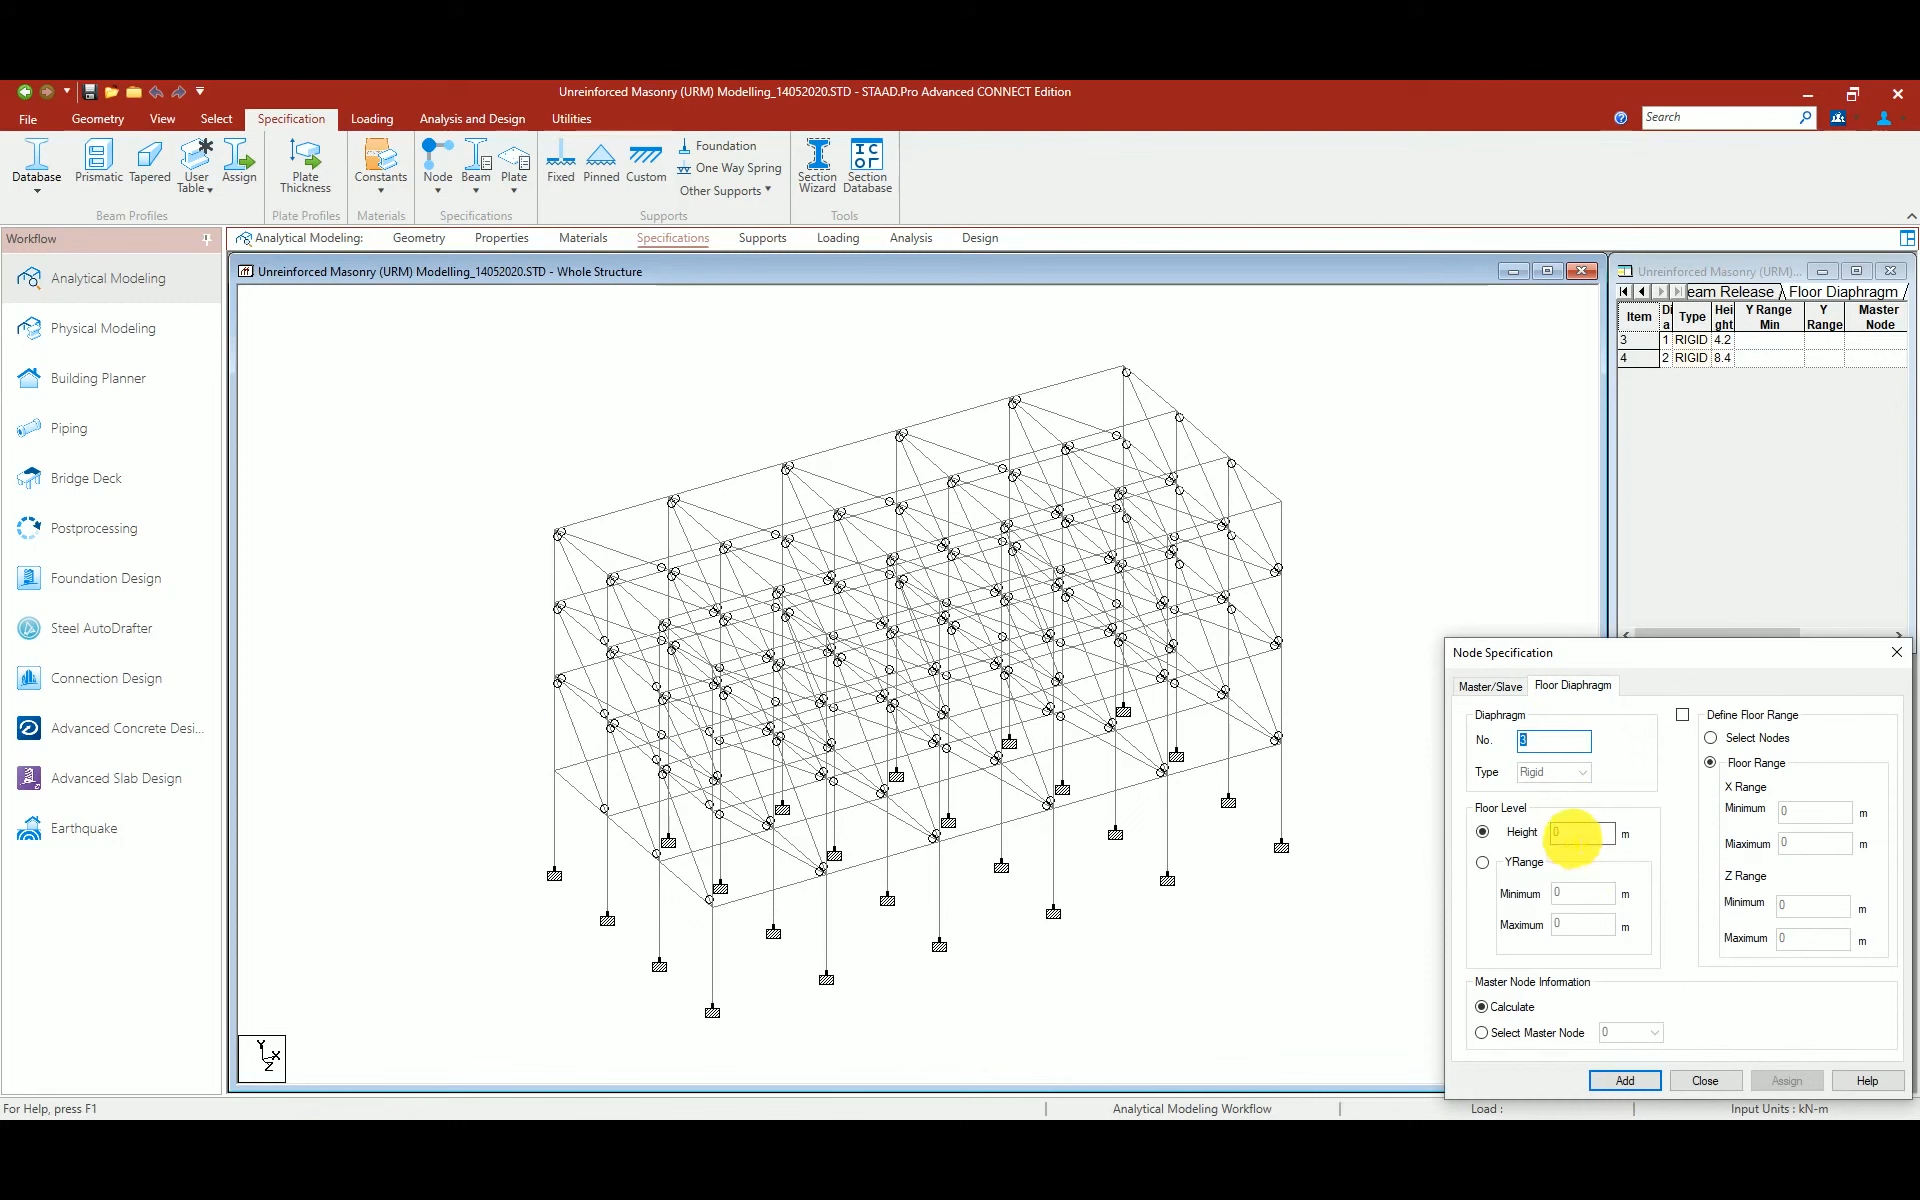 Unreinforced Masonry (URM) Modelling_14052020.STD - STAAD.Pro Advanced CONNECT Edition
File Geometry View Select Specification Loading Analysis and Design Utilities Search
Database Prismatic Tapered User Table Assign
Plate Thickness
Constants
Node Beam Plate
Fixed Pinned Custom
Foundation
One Way Spring
Other Supports
Section Wizard Section Database
Beam Profiles Plate Profiles Materials Specifications Supports Tools
Workflow
Analytical Modeling: Geometry Properties Materials Specifications Supports Loading Analysis Design
Analytical Modeling
Physical Modeling
Building Planner
Piping
Bridge Deck
Postprocessing
Foundation Design
Steel AutoDrafter
Connection Design
Advanced Concrete Desi...
Advanced Slab Design
Earthquake
Unreinforced Masonry (URM) Modelling_14052020.STD - Whole Structure
Y
X
Z
Unreinforced Masonry (URM)...
eam Release Floor Diaphragm
Item Di a Type Hei ght Y Range Min Y Range Master Node
3 1 RIGID 4.2
4 2 RIGID 8.4
Node Specification
Master/Slave Floor Diaphragm
Diaphragm
No. 3
Type Rigid
Floor Level
Height 0 m
YRange
Minimum 0 m
Maximum 0 m
Define Floor Range
Select Nodes
Floor Range
X Range
Minimum 0 m
Miaximum 0 m
Z Range
Minimum 0 m
Maximum 0 m
Master Node Information
Calculate
Select Master Node 0
Add Close Assign Help
For Help, press F1 Analytical Modeling Workflow Load : Input Units : kN-m